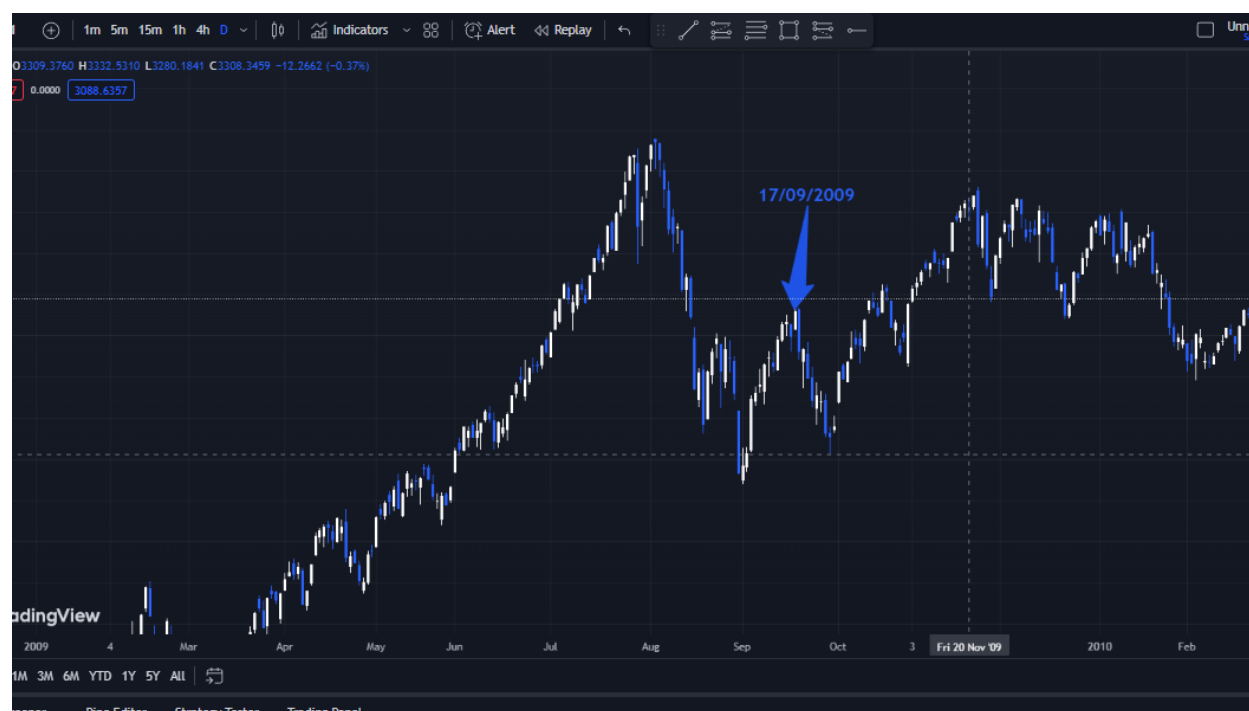 1m 5m 15m 1h 4h D Indicators Alert Replay
O3309.3760 H3332.5310 L3280.1841 C3308.3459 −12.2662 (−0.37%)
7 0.0000 3088.6357
17/09/2009
adingView
2009 4 Mar Apr May Jun Jul Aug Sep Oct 3 Fri 20 Nov '09 2010 Feb
1M 3M 6M YTD 1Y 5Y All